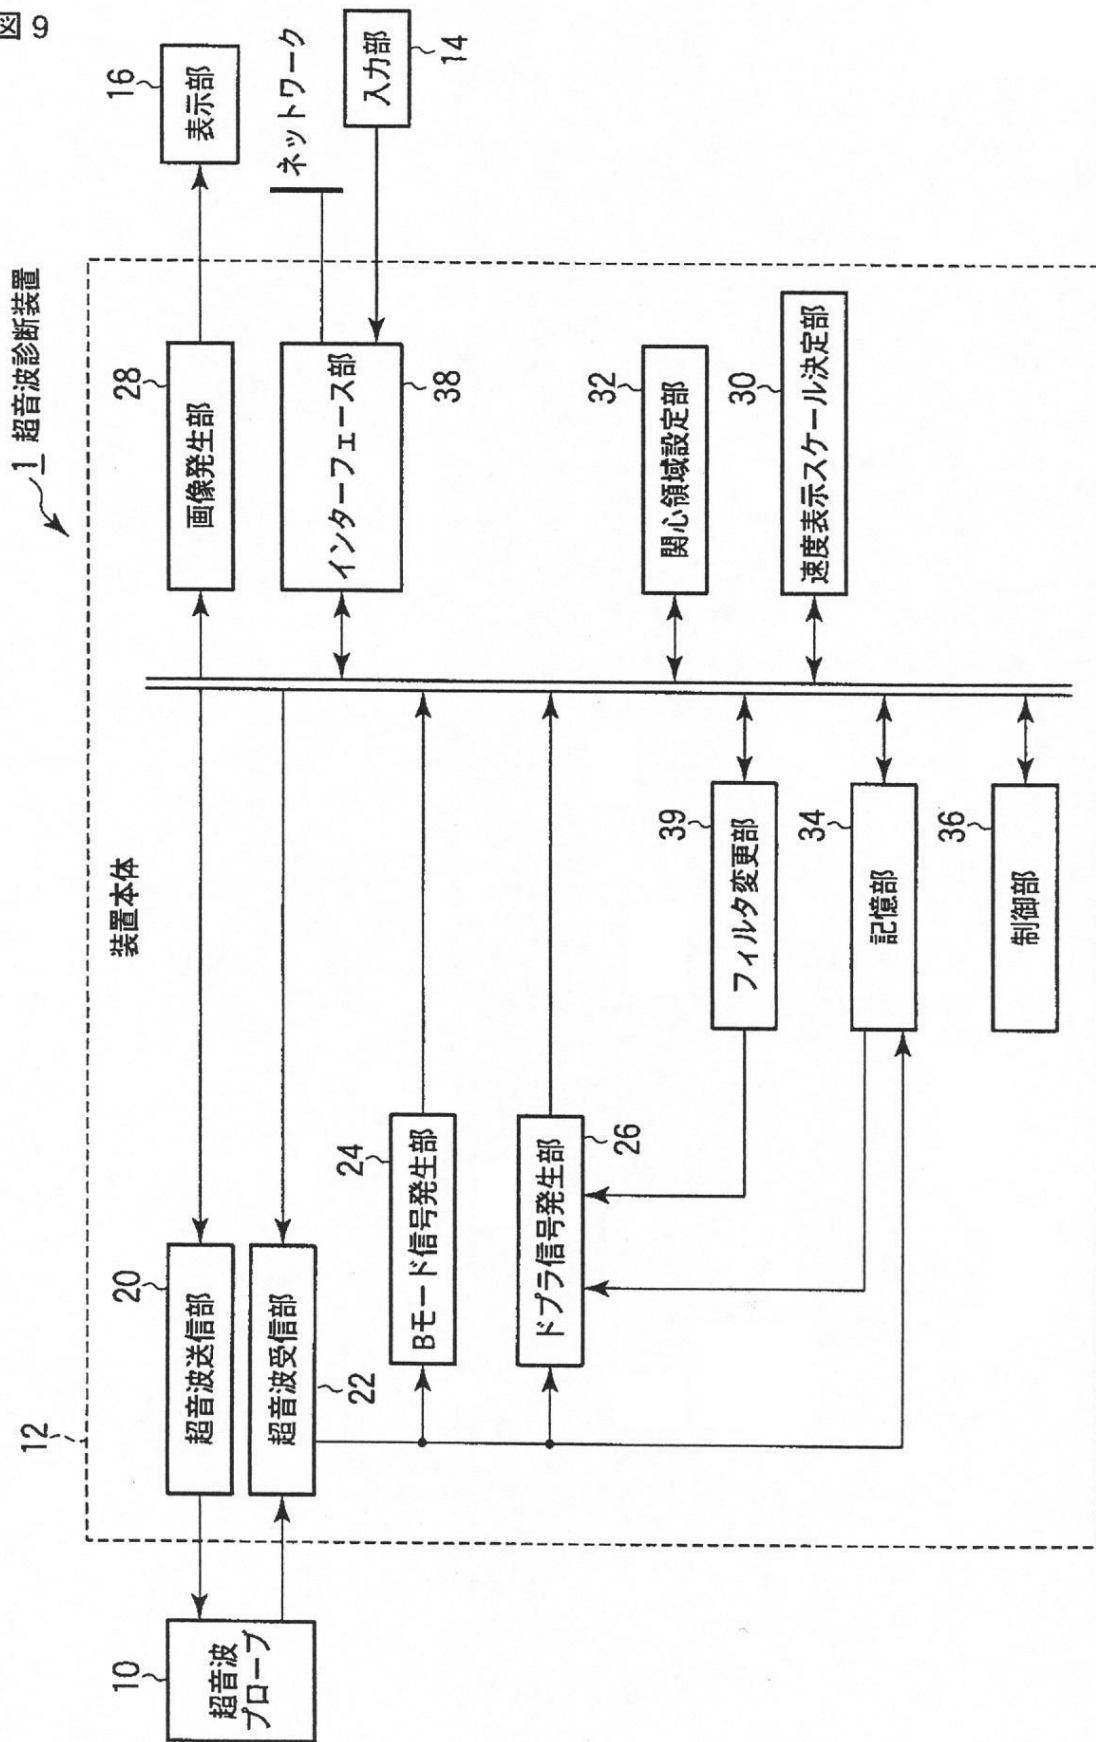 図9
1 超音波診断装置
12
装置本体
10
超音波
プローブ
20
超音波送信部
超音波受信部
22
24
Bモード信号発生部
ドプラ信号発生部
26
39
フィルタ変更部
34
記憶部
36
制御部
28
画像発生部
インターフェース部
38
32
関心領域設定部
30
速度表示スケール決定部
16
表示部
ネットワーク
入力部
14